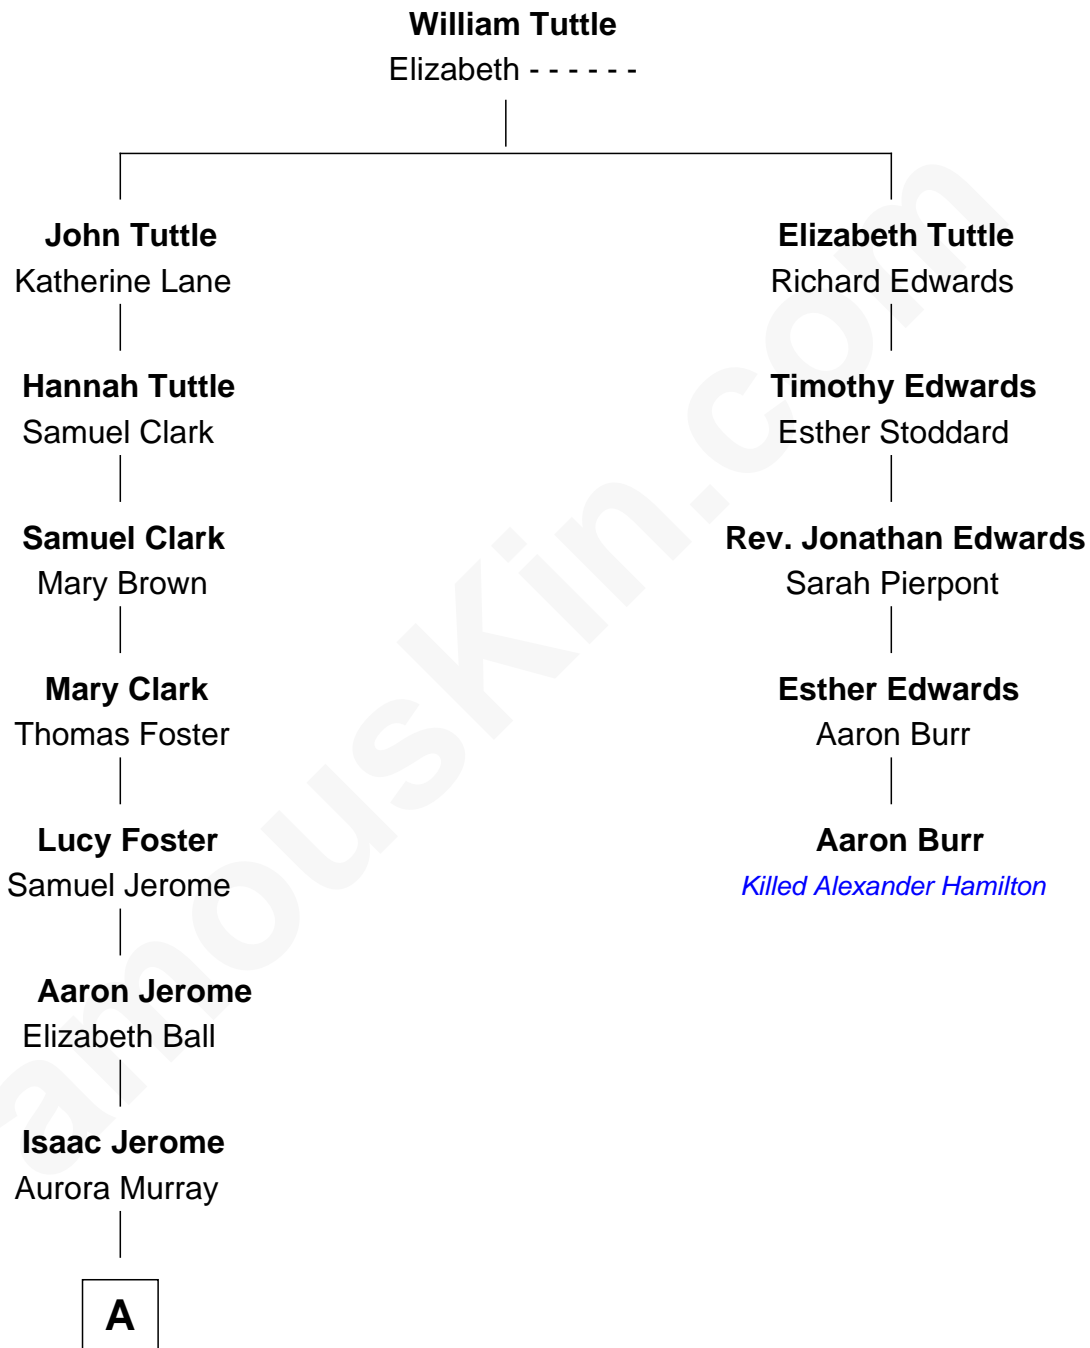 William Tuttle
Elizabeth - - - - - -
John Tuttle
Katherine Lane
Elizabeth Tuttle
Richard Edwards
Hannah Tuttle
Samuel Clark
Timothy Edwards
Esther Stoddard
Samuel Clark
Mary Brown
Rev. Jonathan Edwards
Sarah Pierpont
Mary Clark
Thomas Foster
Esther Edwards
Aaron Burr
Lucy Foster
Samuel Jerome
Aaron Burr
Killed Alexander Hamilton
Aaron Jerome
Elizabeth Ball
Isaac Jerome
Aurora Murray
A
amousKin.com